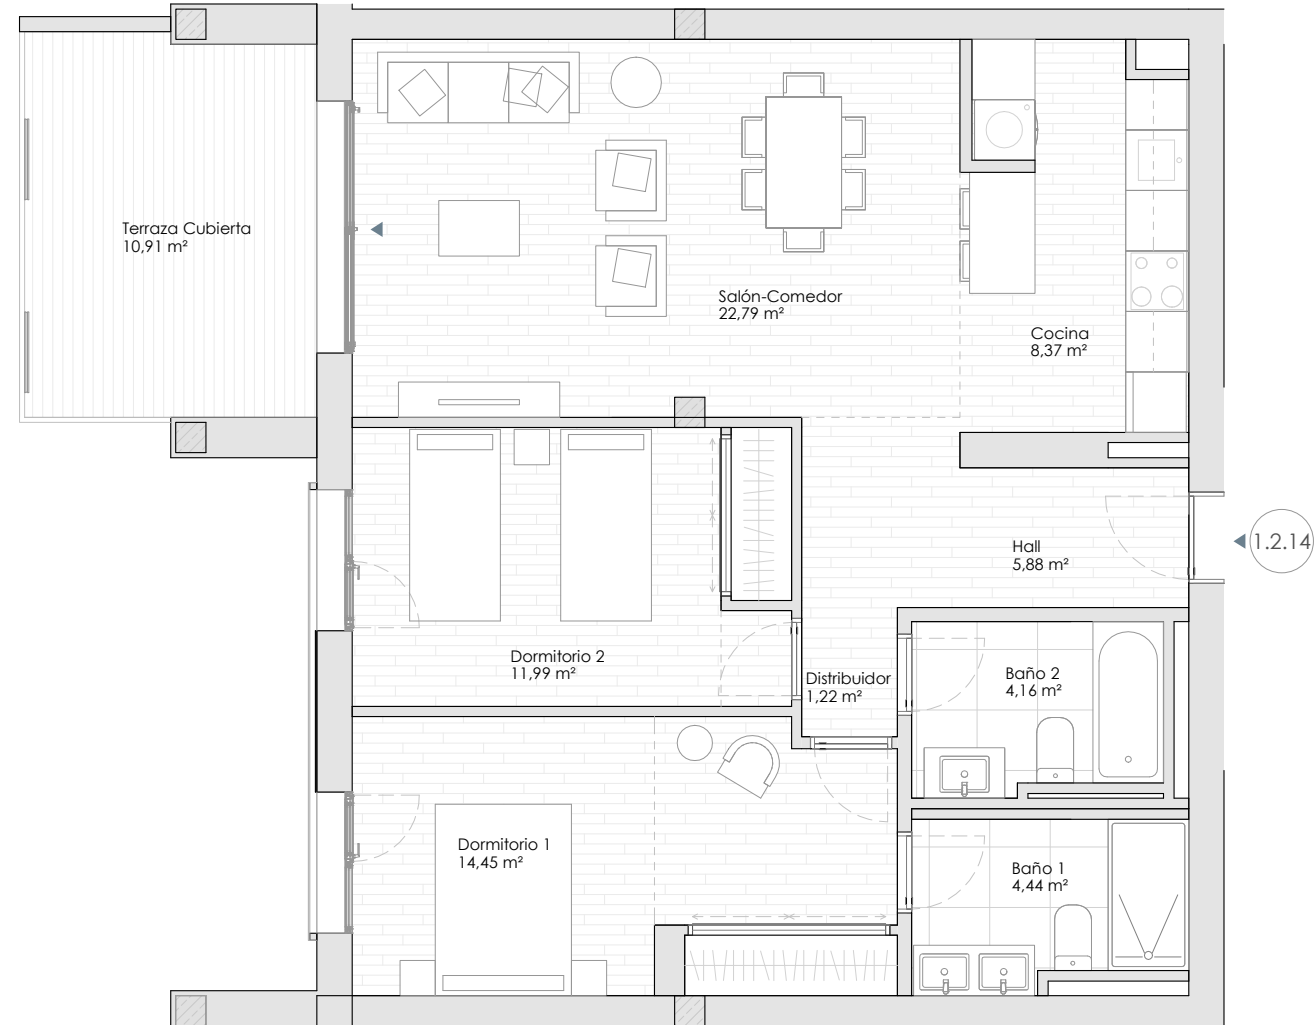 Terraza Cubierta
10,91 m²
Salón-Comedor
22,79 m²
Cocina
8,37 m²
Hall
5,88 m²
1.2.14
Dormitorio 2
11,99 m²
Distribuidor
1,22 m²
Baño 2
4,16 m²
Dormitorio 1
14,45 m²
Baño 1
4,44 m²